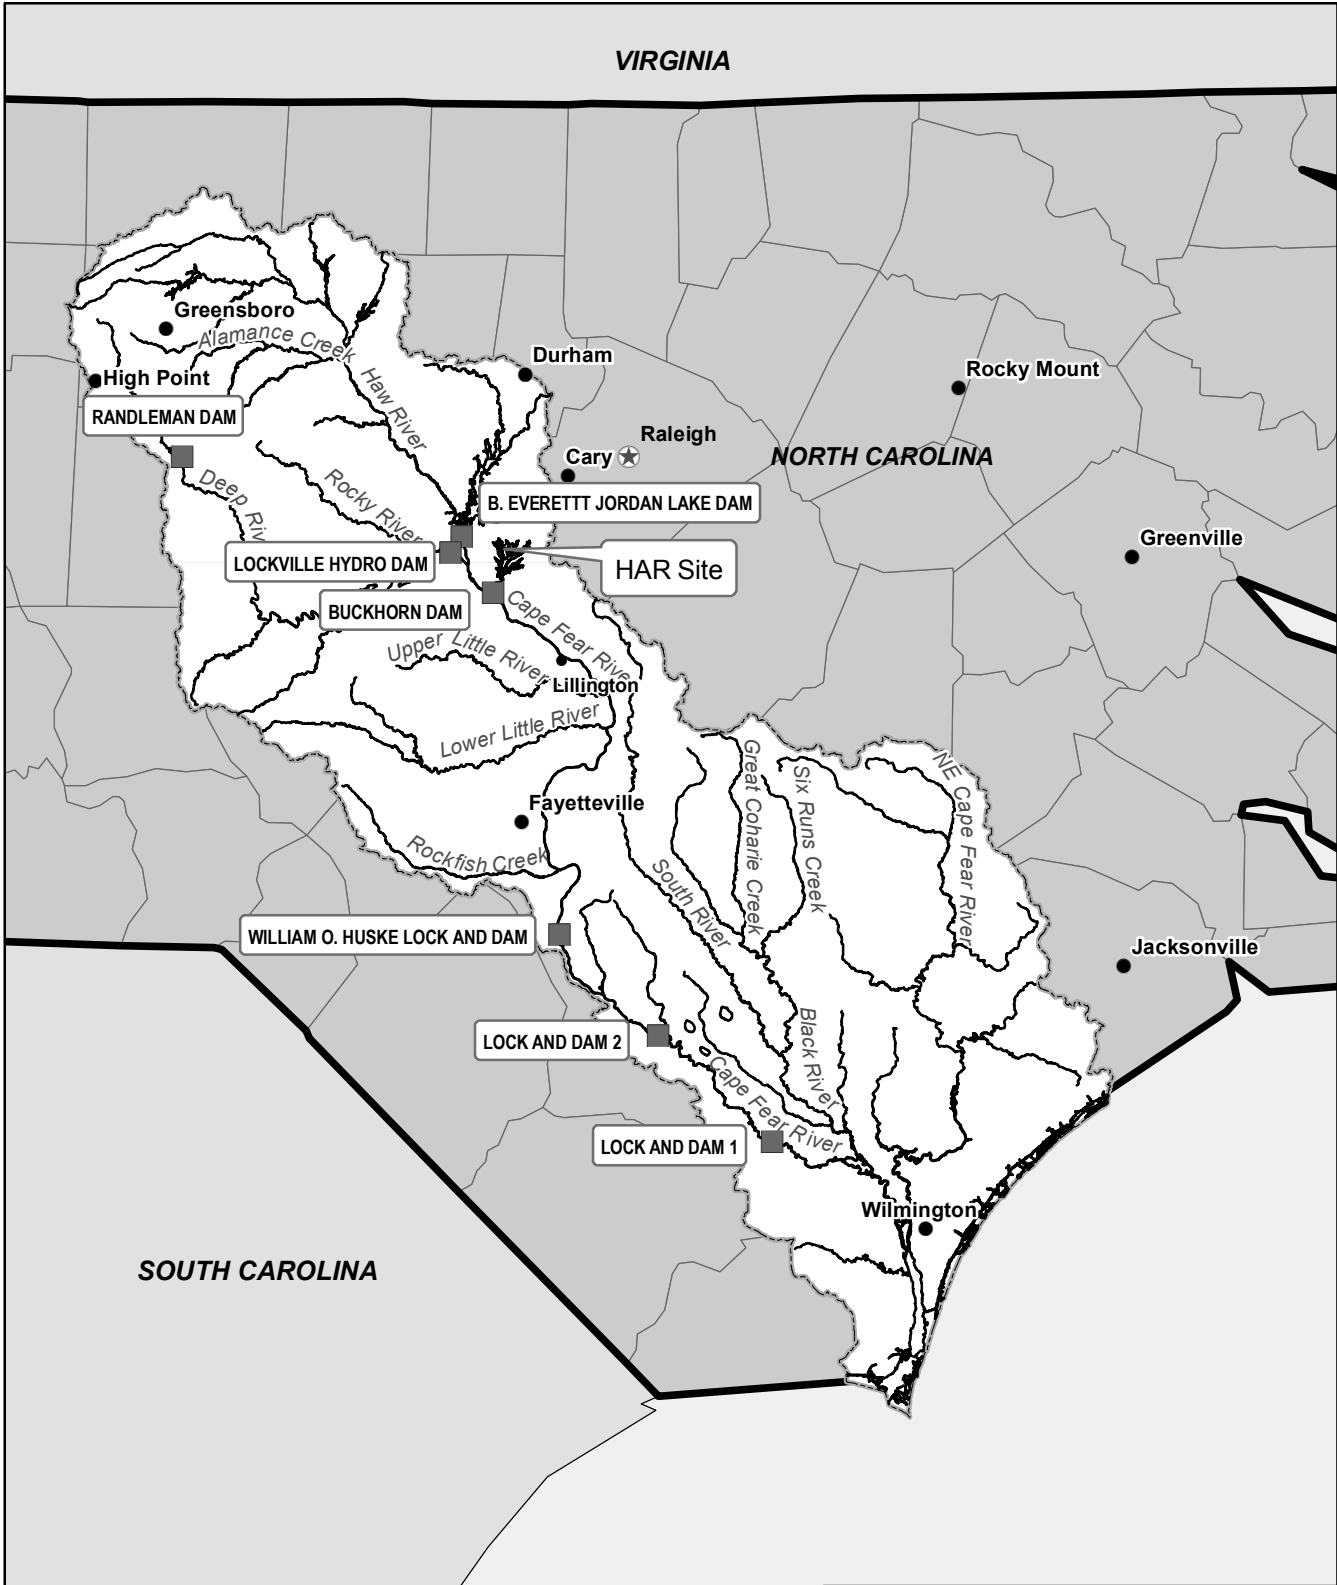 VIRGINIA
Greensboro
Alamance Creek
Durham
High Point
Haw River
Rocky Mount
RANDLEMAN DAM
Raleigh
Cary
NORTH CAROLINA
Deep Riv
Rocky River
B. EVERETTT JORDAN LAKE DAM
Greenville
LOCKVILLE HYDRO DAM
HAR Site
BUCKHORN DAM
Cape Fear River
Upper Little River
Lillington
Lower Little River
Great Coharie Creek
Six Runs Creek
NE Cape Fear River
Fayetteville
Rockfish Creek
South River
WILLIAM O. HUSKE LOCK AND DAM
Jacksonville
LOCK AND DAM 2
Black River
Cape Fear River
LOCK AND DAM 1
Wilmington
SOUTH CAROLINA